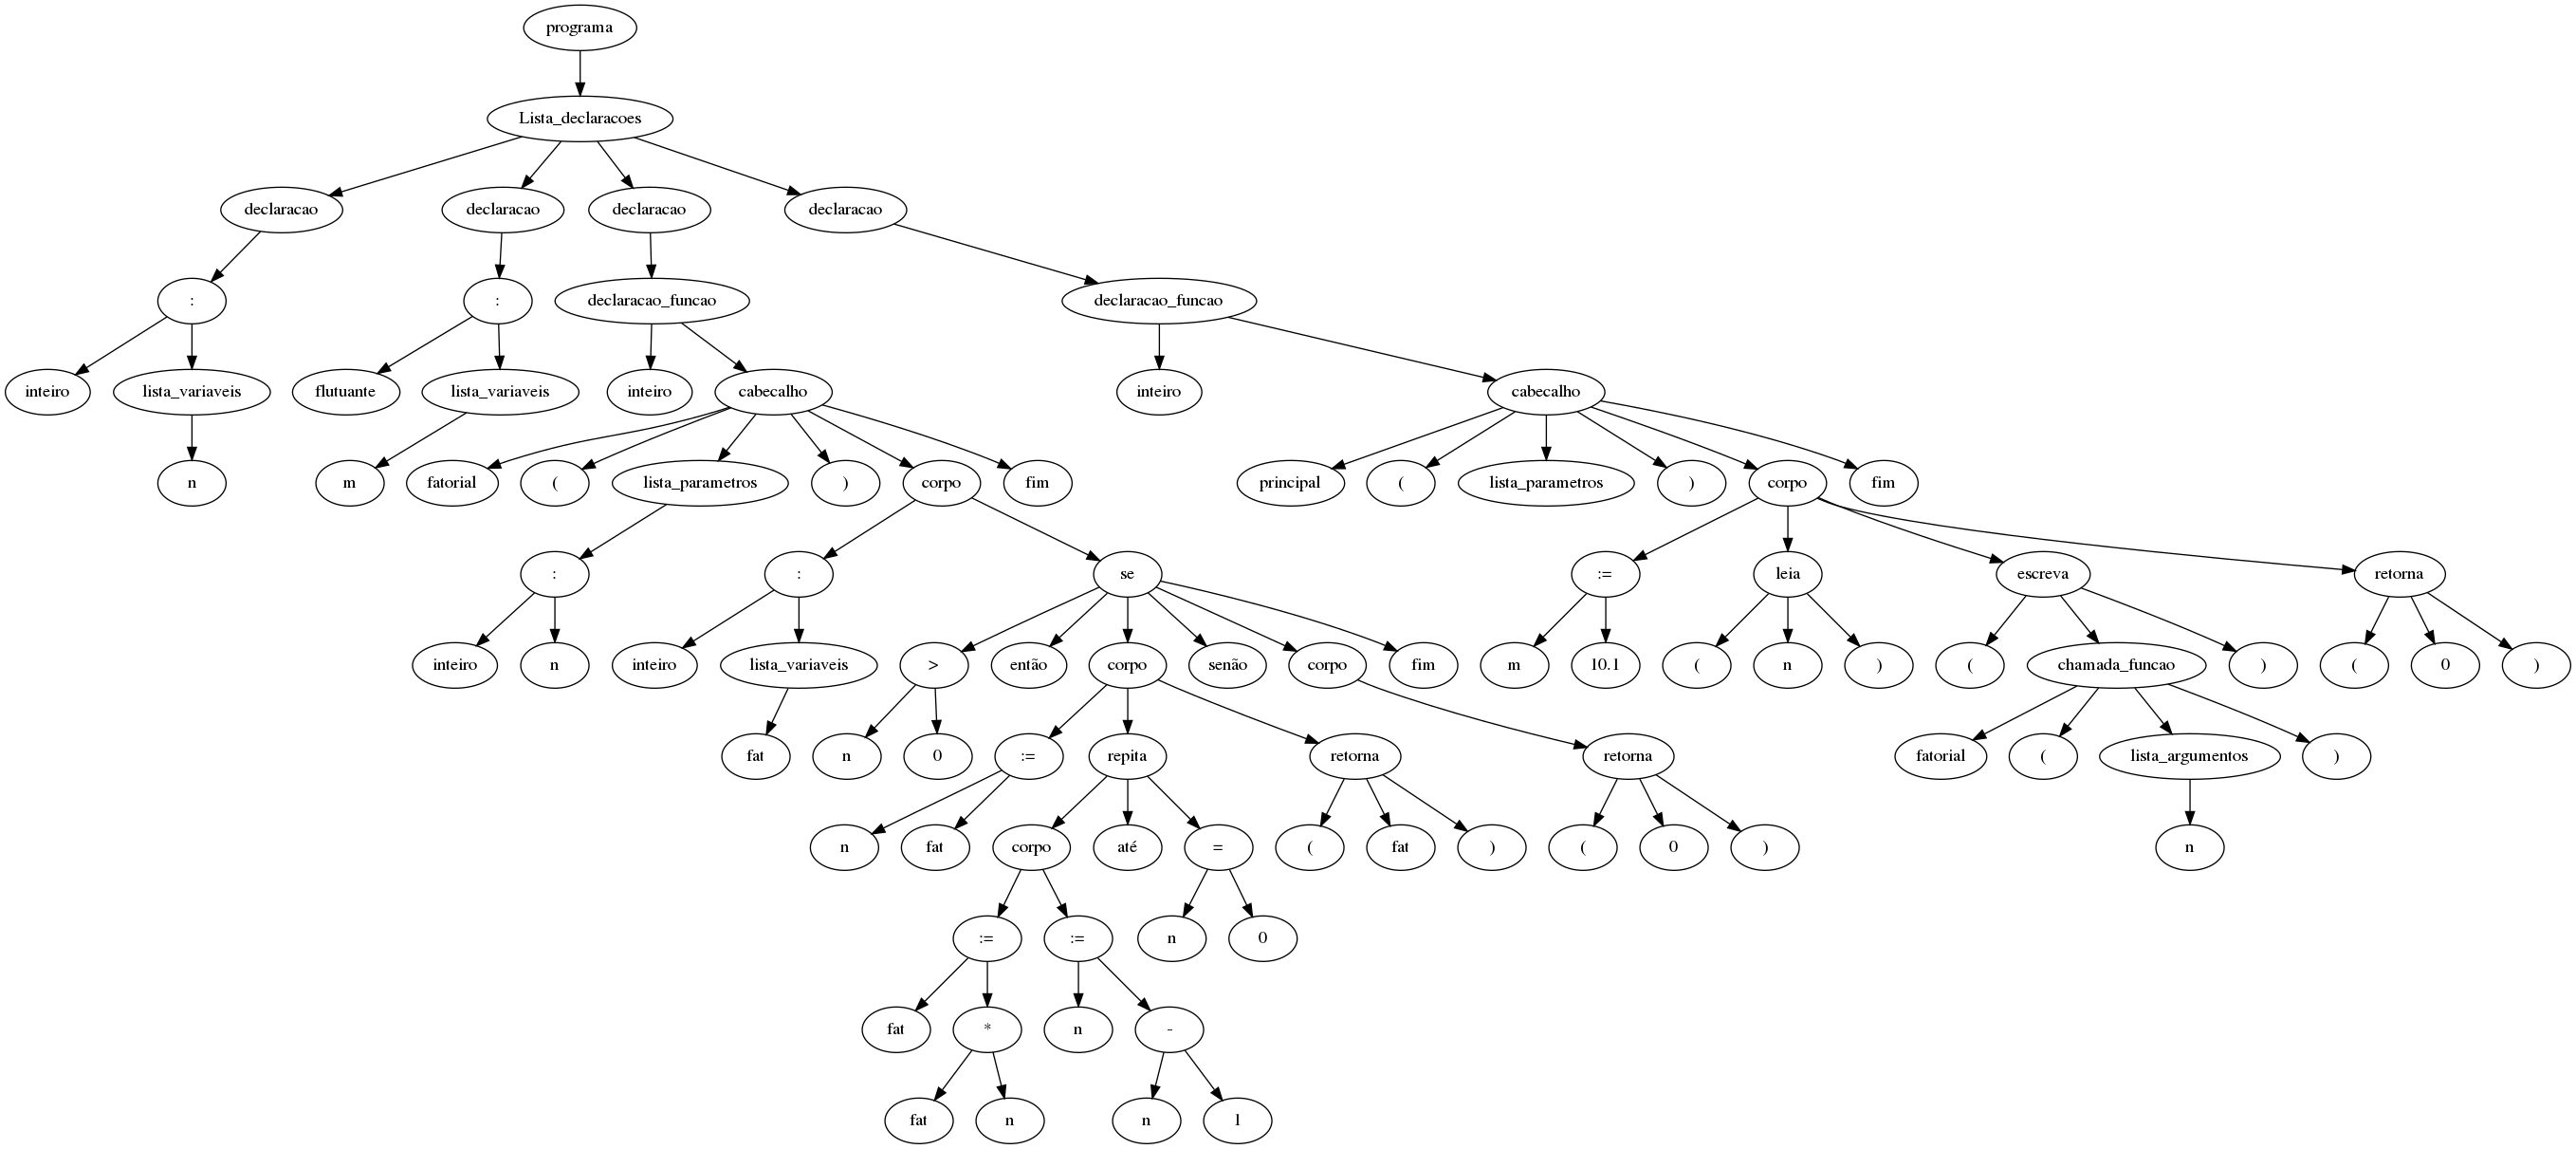 programa
Lista_declaracoes
declaracao declaracao declaracao declaracao
: : declaracao_funcao declaracao_funcao
inteiro lista_variaveis flutuante lista_variaveis inteiro cabecalho inteiro cabecalho
n m fatorial ( lista_parametros ) corpo fim principal ( lista_parametros ) corpo fim
: : se := leia escreva retorna
inteiro n inteiro lista_variaveis > então corpo senão corpo fim m 10.1 ( n ) ( chamada_funcao ) ( 0 )
fat n 0 := repita retorna retorna fatorial ( lista_argumentos )
n fat corpo até = ( fat ) ( 0 ) n
:= := n 0
fat * n -
fat n n 1